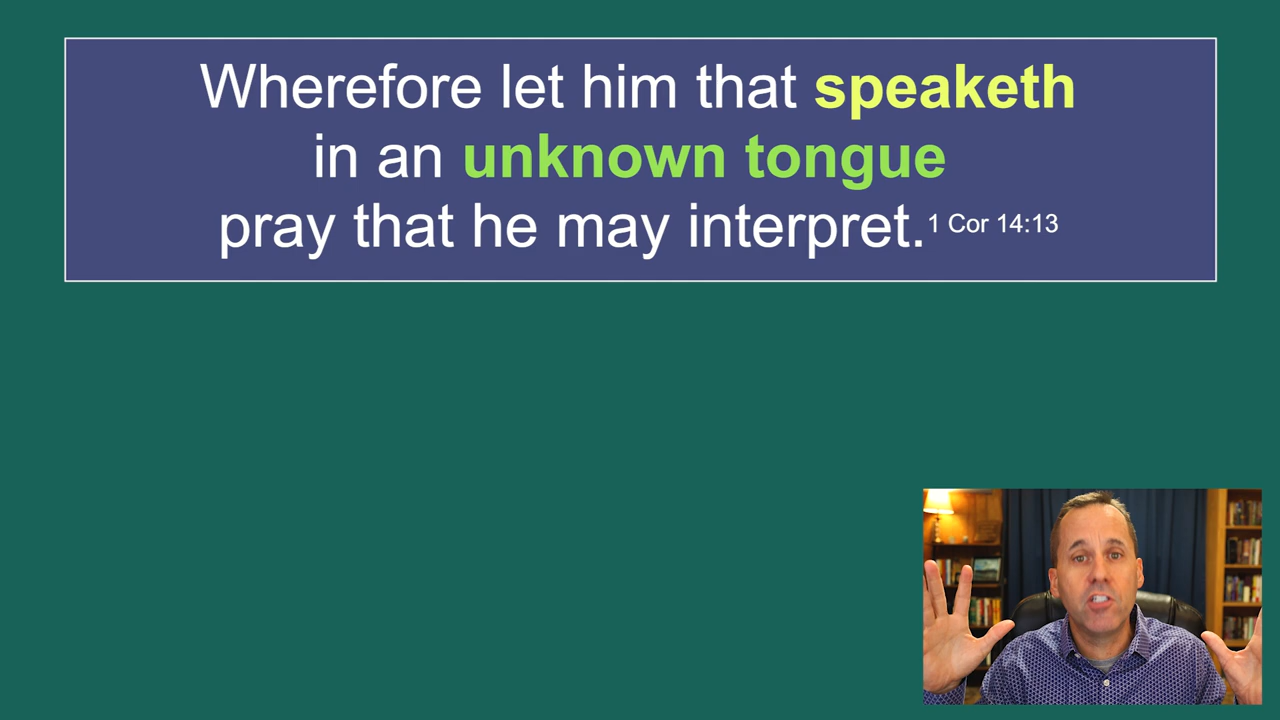 Wherefore let him that speaketh
in an unknown tongue
pray that he may interpret. 1 Cor 14:13